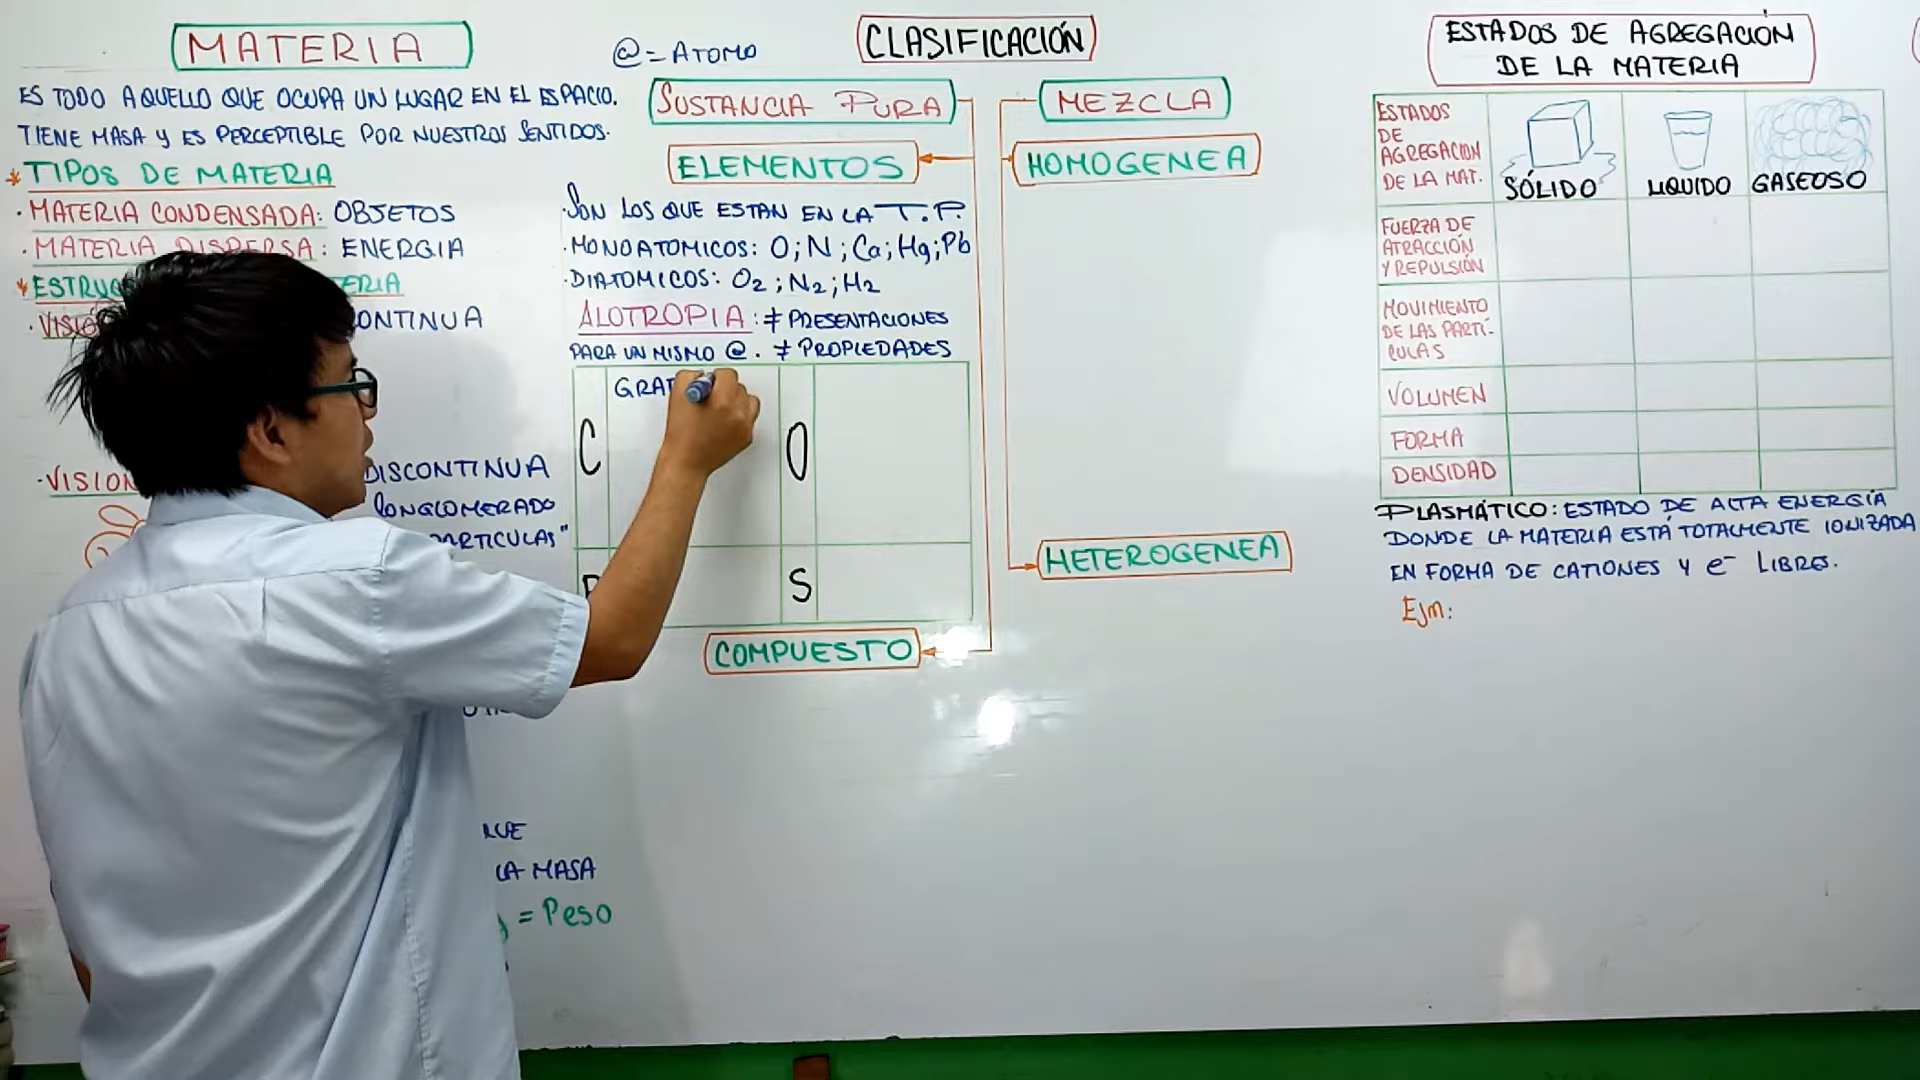 MATERIA
ES TODO AQUELLO QUE OCUPA UN LUGAR EN EL ESPACIO.
TIENE MASA Y ES PERCEPTIBLE POR NUESTROS SENTIDOS.
* TIPOS DE MATERIA
· MATERIA CONDENSADA: OBJETOS
· MATERIA DISPERSA: ENERGIA
CONTINUA
DISCONTINUA
CONGLOMERADO
PARTICULAS"
LA MASA
= Peso
@ = ATOMO
CLASIFICACIÓN
SUSTANCIA PURA
ELEMENTOS
· SON LOS QUE ESTAN EN LA T.P.
· MONOATOMICOS: O; N; Ca; Hg; Pb
· DIATOMICOS: O2; N2; H2
ALOTROPIA: ≠ PRESENTACIONES
PARA UN MISMO @. ≠ PROPIEDADES
GRA
C
O
S
COMPUESTO
MEZCLA
HOMOGENEA
HETEROGENEA
ESTADOS DE AGREGACIÓN
DE LA MATERIA
ESTADOS
DE
AGREGACION
DE LA MAT.
SÓLIDO
LIQUIDO
GASEOSO
FUERZA DE
ATRACCIÓN
Y REPULSIÓN
MOVIMIENTO
DE LAS PARTÍ-
CULAS
VOLUMEN
FORMA
DENSIDAD
PLASMÁTICO: ESTADO DE ALTA ENERGÍA
DONDE LA MATERIA ESTÁ TOTALMENTE IONIZADA
EN FORMA DE CATIONES Y e⁻ LIBRES.
Ejm: